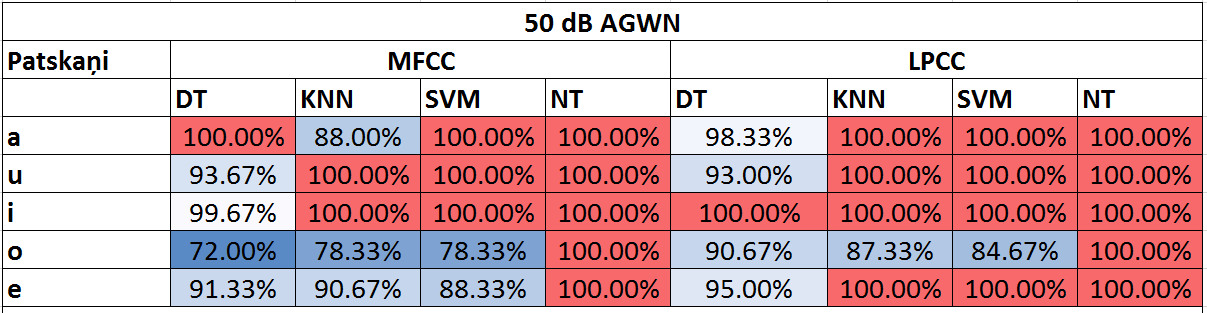 50 dB AGWN
Patskaņi MFCC LPCC
DT KNN SVM NT DT KNN SVM NT
a 100.00% 88.00% 100.00% 100.00% 98.33% 100.00% 100.00% 100.00%
u 93.67% 100.00% 100.00% 100.00% 93.00% 100.00% 100.00% 100.00%
i 99.67% 100.00% 100.00% 100.00% 100.00% 100.00% 100.00% 100.00%
o 72.00% 78.33% 78.33% 100.00% 90.67% 87.33% 84.67% 100.00%
e 91.33% 90.67% 88.33% 100.00% 95.00% 100.00% 100.00% 100.00%